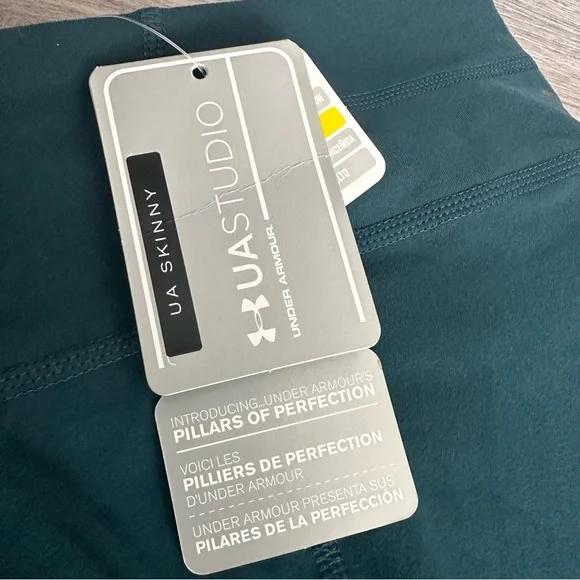 UA SKINNY
UASTUDIO
UNDER ARMOUR.
INTRODUCING...UNDER ARMOUR'S
PILLARS OF PERFECTION
VOICI LES
PILLIERS DE PERFECTION
D'UNDER ARMOUR
UNDER ARMOUR PRESENTA SUS
PILARES DE LA PERFECCIÓN